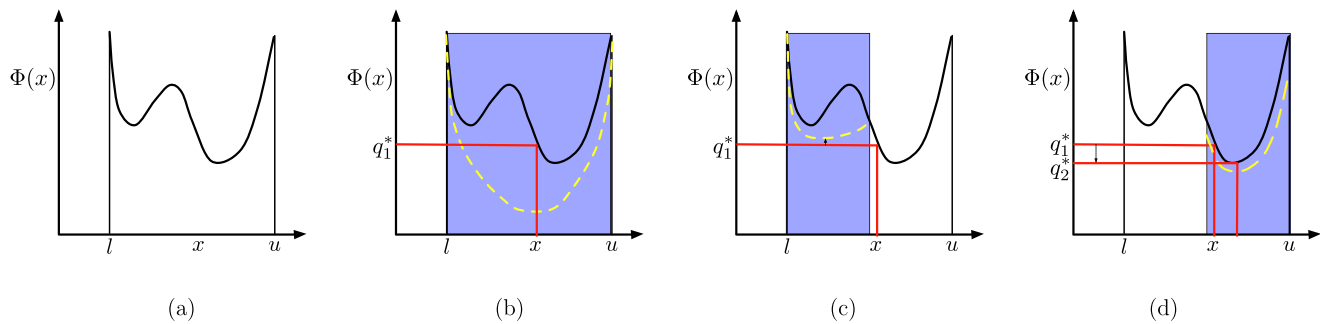 Φ(x)
l x u
(a)
Φ(x)
q₁*
l x u
(b)
Φ(x)
q₁*
l x u
(c)
Φ(x)
q₁*
q₂*
l x u
(d)